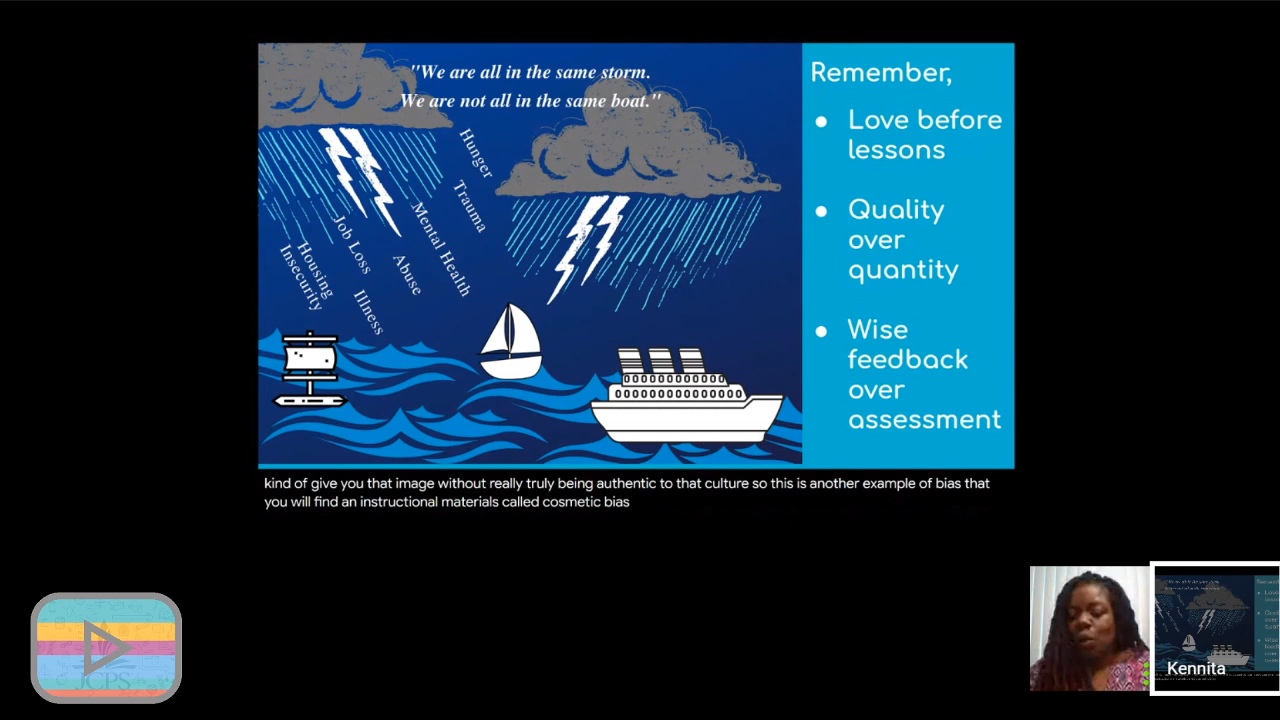 "We are all in the same storm.
We are not all in the same boat."
Hunger
Trauma
Mental Health
Job Loss
Abuse
Housing
Insecurity
Illness
Remember,
● Love before
lessons
● Quality
over
quantity
● Wise
feedback
over
assessment
kind of give you that image without really truly being authentic to that culture so this is another example of bias that
you will find an instructional materials called cosmetic bias
JCPS
Kennita